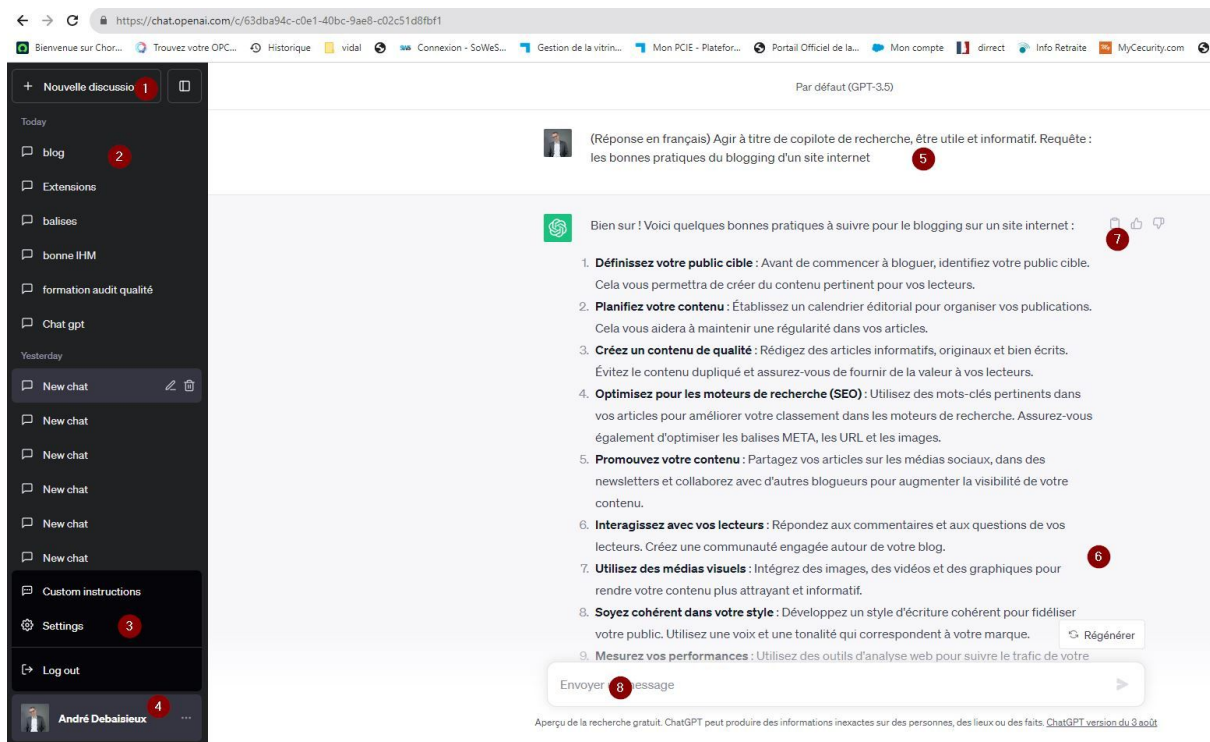 https://chat.openai.com/c/63dba94c-c0e1-40bc-9ae8-c02c51d8fbf1
Bienvenue sur Chor... Trouvez votre OPC... Historique vidal Connexion - SoWeS... Gestion de la vitrin... Mon PCIE - Platefor... Portail Officiel de la... Mon compte dirrect Info Retraite MyCecurity.com
+ Nouvelle discussio 1
Par défaut (GPT-3.5)
Today
blog
2
Extensions
balises
bonne IHM
formation audit qualité
Chat gpt
Yesterday
New chat
New chat
New chat
New chat
New chat
New chat
Custom instructions
Settings 3
Log out
4
André Debaisieux ...
(Réponse en français) Agir à titre de copilote de recherche, être utile et informatif. Requête :
les bonnes pratiques du blogging d'un site internet 5
Bien sur ! Voici quelques bonnes pratiques à suivre pour le blogging sur un site internet :
7
1. Définissez votre public cible : Avant de commencer à bloguer, identifiez votre public cible.
Cela vous permettra de créer du contenu pertinent pour vos lecteurs.
2. Planifiez votre contenu : Établissez un calendrier éditorial pour organiser vos publications.
Cela vous aidera à maintenir une régularité dans vos articles.
3. Créez un contenu de qualité : Rédigez des articles informatifs, originaux et bien écrits.
Évitez le contenu dupliqué et assurez-vous de fournir de la valeur à vos lecteurs.
4. Optimisez pour les moteurs de recherche (SEO) : Utilisez des mots-clés pertinents dans
vos articles pour améliorer votre classement dans les moteurs de recherche. Assurez-vous
également d'optimiser les balises META, les URL et les images.
5. Promouvez votre contenu : Partagez vos articles sur les médias sociaux, dans des
newsletters et collaborez avec d'autres blogueurs pour augmenter la visibilité de votre
contenu.
6. Interagissez avec vos lecteurs : Répondez aux commentaires et aux questions de vos
lecteurs. Créez une communauté engagée autour de votre blog.
6
7. Utilisez des médias visuels : Intégrez des images, des vidéos et des graphiques pour
rendre votre contenu plus attrayant et informatif.
8. Soyez cohérent dans votre style : Développez un style d'écriture cohérent pour fidéliser
votre public. Utilisez une voix et une tonalité qui correspondent à votre marque.
Régénérer
9. Mesurez vos performances : Utilisez des outils d'analyse web pour suivre le trafic de votre
Envoyer 8 message
Aperçu de la recherche gratuit. ChatGPT peut produire des informations inexactes sur des personnes, des lieux ou des faits. ChatGPT version du 3 août